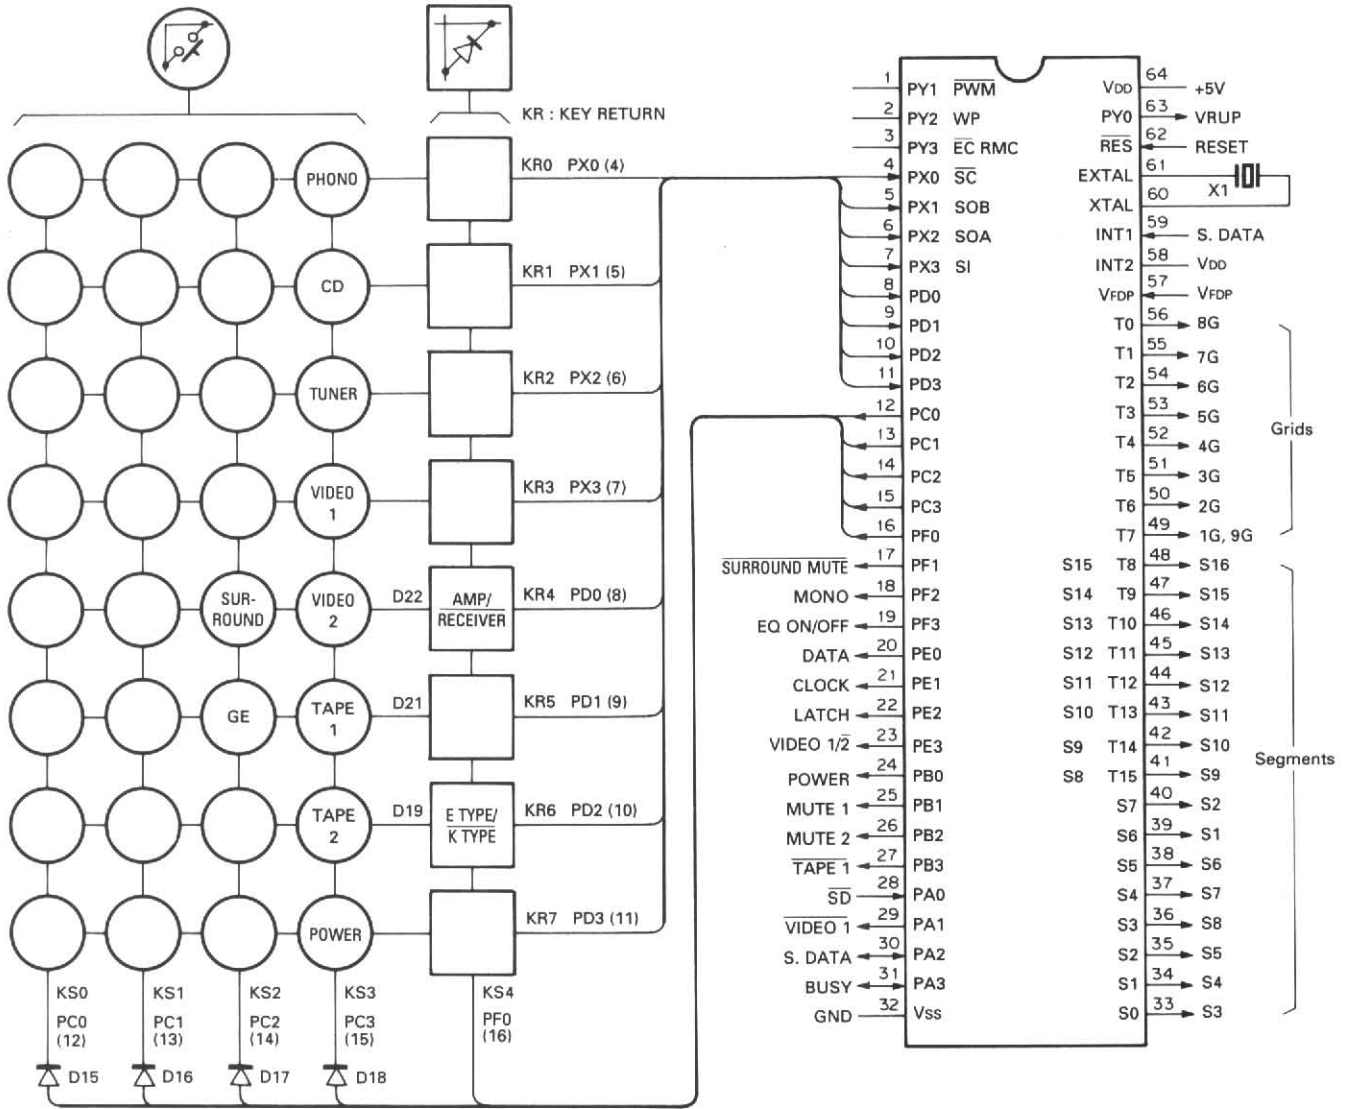 KR : KEY RETURN
PHONO
KR0 PX0 (4)
CD
KR1 PX1 (5)
TUNER
KR2 PX2 (6)
VIDEO
1
KR3 PX3 (7)
SUR-
ROUND
VIDEO
2
D22
AMP/
RECEIVER
KR4 PD0 (8)
GE
TAPE
1
D21
KR5 PD1 (9)
TAPE
2
D19
E TYPE/
K TYPE
KR6 PD2 (10)
POWER
KR7 PD3 (11)
KS0
PC0
(12)
D15
KS1
PC1
(13)
D16
KS2
PC2
(14)
D17
KS3
PC3
(15)
D18
KS4
PF0
(16)
1 PY1 PWM
2 PY2 WP
3 PY3 EC RMC
4 PX0 SC
5 PX1 SOB
6 PX2 SOA
7 PX3 SI
8 PD0
9 PD1
10 PD2
11 PD3
12 PC0
13 PC1
14 PC2
15 PC3
16 PF0
SURROUND MUTE 17 PF1
MONO 18 PF2
EQ ON/OFF 19 PF3
DATA 20 PE0
CLOCK 21 PE1
LATCH 22 PE2
VIDEO 1/2 23 PE3
POWER 24 PB0
MUTE 1 25 PB1
MUTE 2 26 PB2
TAPE 1 27 PB3
SD 28 PA0
VIDEO 1 29 PA1
S. DATA 30 PA2
BUSY 31 PA3
GND 32 Vss
VDD 64 +5V
PY0 63 VRUP
RES 62 RESET
EXTAL 61
X1
XTAL 60
INT1 59 S. DATA
INT2 58 VDD
VFDP 57 VFDP
T0 56 8G
T1 55 7G
T2 54 6G
T3 53 5G
T4 52 4G
T5 51 3G
T6 50 2G
T7 49 1G, 9G
Grids
S15 T8 48 S16
S14 T9 47 S15
S13 T10 46 S14
S12 T11 45 S13
S11 T12 44 S12
S10 T13 43 S11
S9 T14 42 S10
S8 T15 41 S9
S7 40 S2
S6 39 S1
S5 38 S6
S4 37 S7
S3 36 S8
S2 35 S5
S1 34 S4
S0 33 S3
Segments